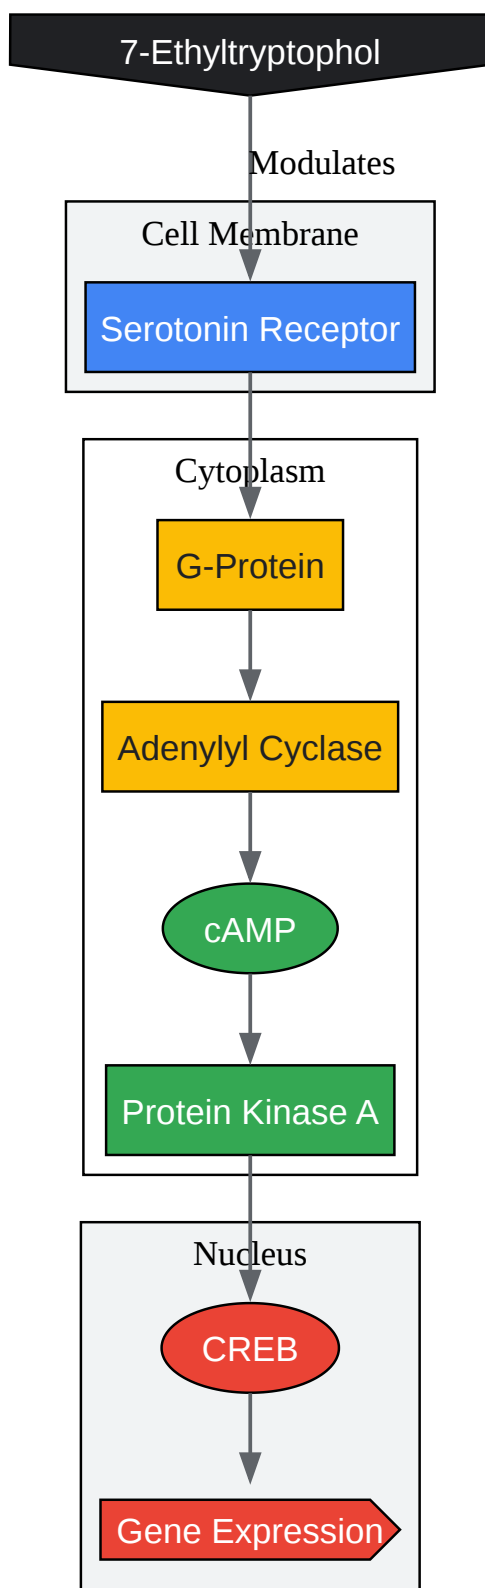 7-Ethyltryptophol
Modulates
Cell Membrane
Serotonin Receptor
Cytoplasm
G-Protein
Adenylyl Cyclase
cAMP
Protein Kinase A
Nucleus
CREB
Gene Expression